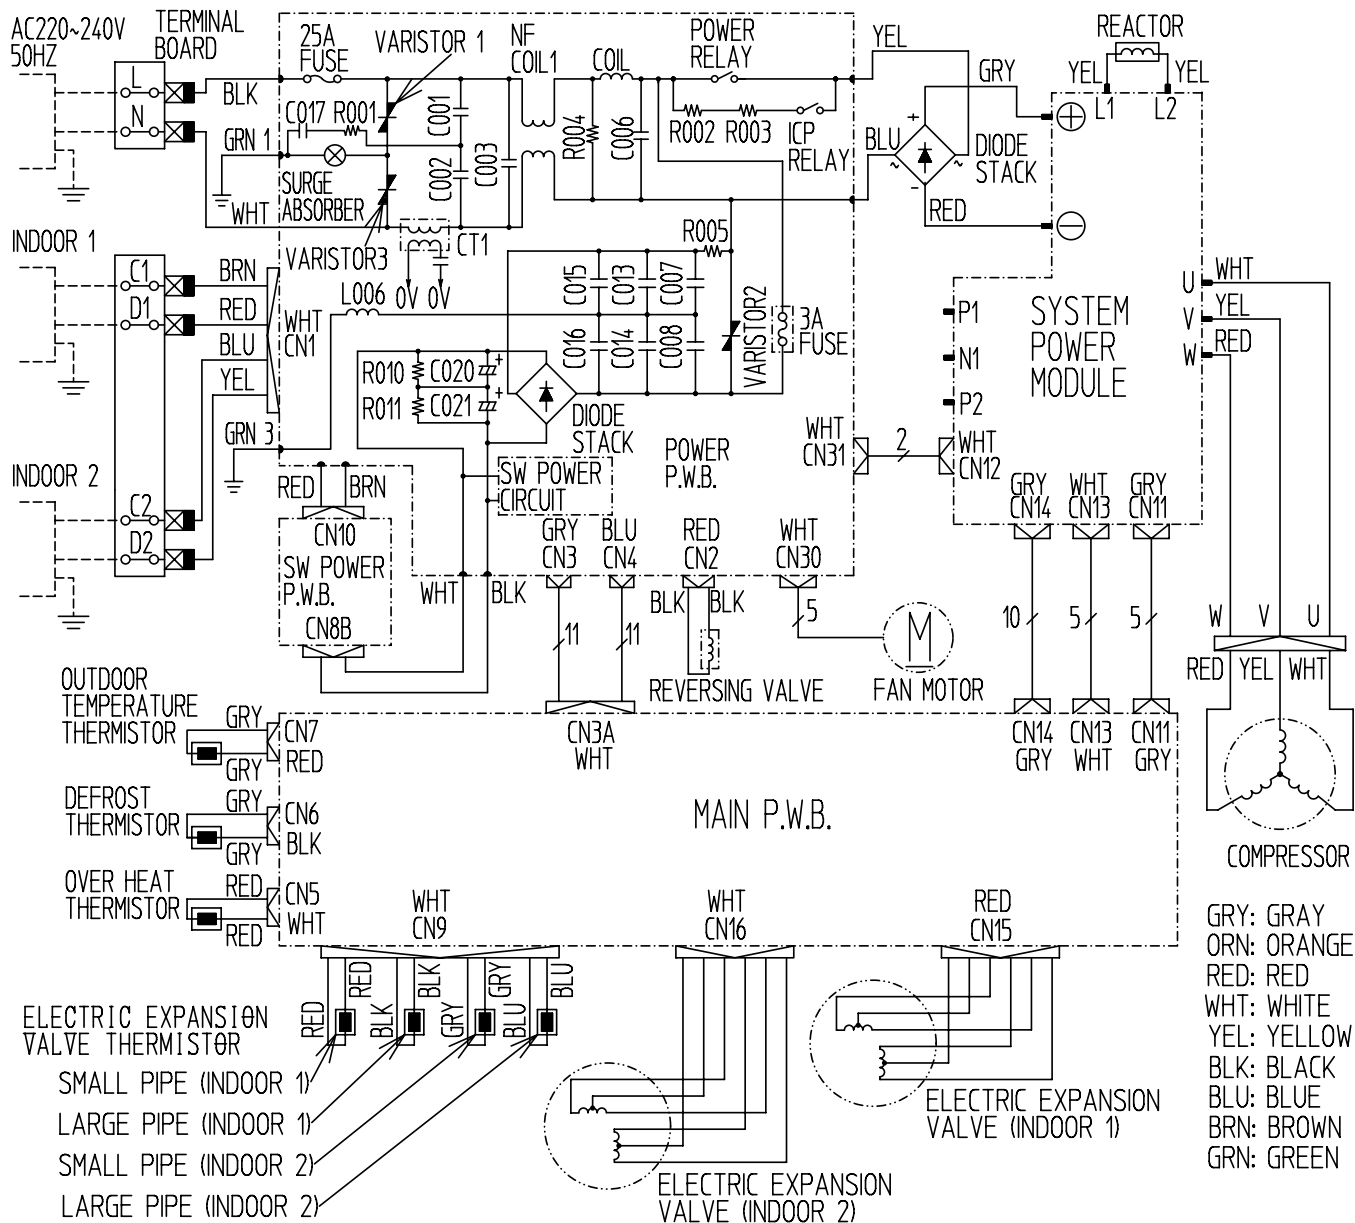 AC220~240V
50HZ
TERMINAL
BOARD
L
N
BLK
GRN 1
WHT
25A
FUSE
VARISTOR 1
C017
R001
SURGE
ABSORBER
VARISTOR3
C001
C002
C003
CT1
0V
0V
NF
COIL1
COIL
R004
C006
POWER
RELAY
R002
R003
ICP
RELAY
YEL
BLU
GRY
RED
+
-
~
~
DIODE
STACK
REACTOR
YEL
YEL
L1
L2
+
−
INDOOR 1
C1
D1
BRN
RED
BLU
YEL
WHT
CN1
GRN 3
INDOOR 2
C2
D2
L006
R005
C015
C013
C007
C016
C014
C008
VARISTOR2
3A
FUSE
R010
R011
C020
C021
+
+
DIODE
STACK
SW POWER
CIRCUIT
POWER
P.W.B.
WHT
CN31
2
WHT
CN12
P1
N1
P2
SYSTEM
POWER
MODULE
U
V
W
WHT
YEL
RED
GRY
CN14
WHT
CN13
GRY
CN11
RED
BRN
CN10
SW POWER
P.W.B.
CN8B
WHT
BLK
GRY
CN3
BLU
CN4
RED
CN2
WHT
CN30
11
11
BLK
BLK
REVERSING VALVE
5
M
FAN MOTOR
10
5
5
W
V
U
RED
YEL
WHT
COMPRESSOR
OUTDOOR
TEMPERATURE
THERMISTOR
GRY
GRY
CN7
RED
DEFROST
THERMISTOR
GRY
GRY
CN6
BLK
OVER HEAT
THERMISTOR
RED
RED
CN5
WHT
CN3A
WHT
CN14
GRY
CN13
WHT
CN11
GRY
MAIN P.W.B.
WHT
CN9
WHT
CN16
RED
CN15
RED
RED
BLK
BLK
GRY
GRY
BLU
BLU
ELECTRIC EXPANSION
VALVE THERMISTOR
SMALL PIPE (INDOOR 1)
LARGE PIPE (INDOOR 1)
SMALL PIPE (INDOOR 2)
LARGE PIPE (INDOOR 2)
ELECTRIC EXPANSION
VALVE (INDOOR 2)
ELECTRIC EXPANSION
VALVE (INDOOR 1)
GRY: GRAY
ORN: ORANGE
RED: RED
WHT: WHITE
YEL: YELLOW
BLK: BLACK
BLU: BLUE
BRN: BROWN
GRN: GREEN